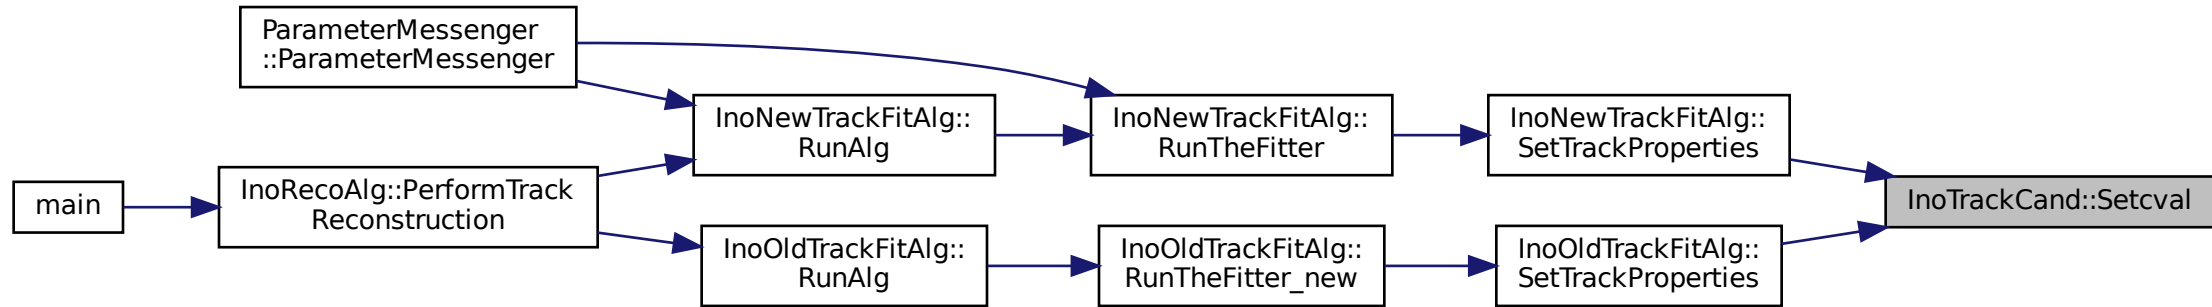 ParameterMessenger
::ParameterMessenger
InoNewTrackFitAlg::
RunAlg
InoNewTrackFitAlg::
RunTheFitter
InoNewTrackFitAlg::
SetTrackProperties
main
InoRecoAlg::PerformTrack
Reconstruction
InoTrackCand::Setcval
InoOldTrackFitAlg::
RunAlg
InoOldTrackFitAlg::
RunTheFitter_new
InoOldTrackFitAlg::
SetTrackProperties